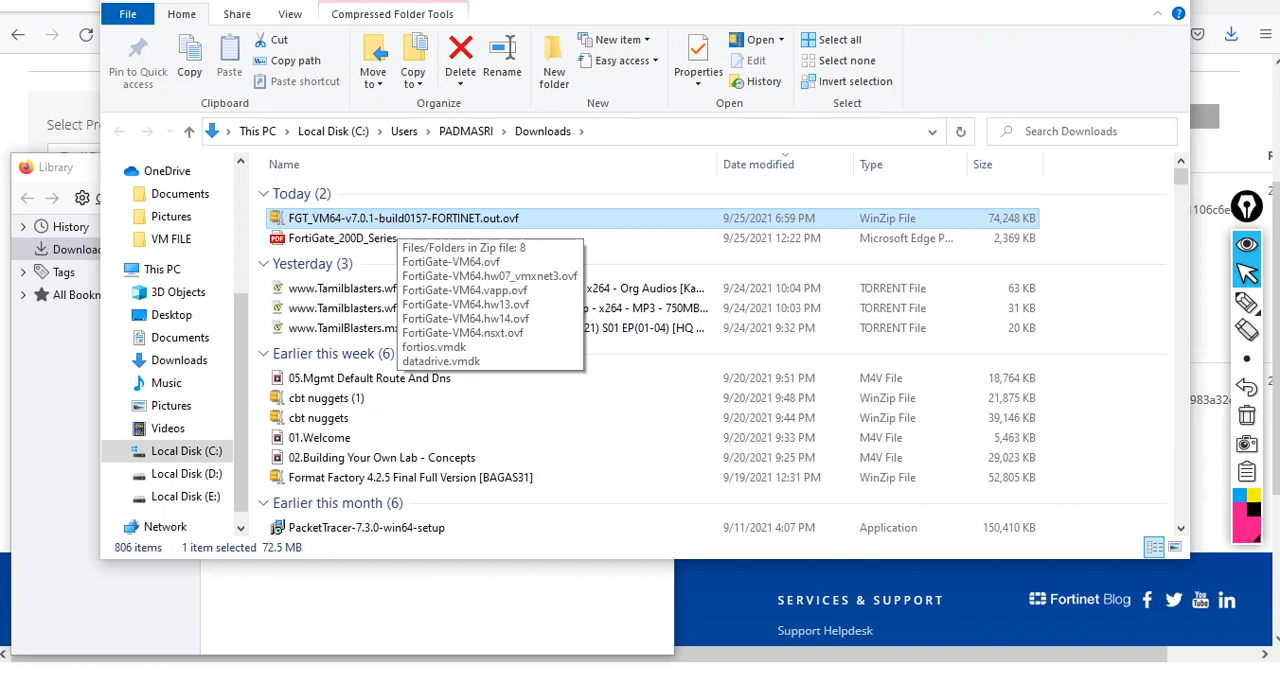 File Home Share View Compressed Folder Tools
Pin to Quick access
Copy
Paste
Cut
Copy path
Paste shortcut
Clipboard
Move to
Copy to
Delete
Rename
Organize
New folder
New item
Easy access
New
Properties
Open
Edit
History
Open
Select all
Select none
Invert selection
Select
This PC Local Disk (C:) Users PADMASRI Downloads
Search Downloads
Select Pr
Library
History
Downloa
Tags
All Bookn
OneDrive
Documents
Pictures
VM FILE
This PC
3D Objects
Desktop
Documents
Downloads
Music
Pictures
Videos
Local Disk (C:)
Local Disk (D:)
Local Disk (E:)
Network
Name Date modified Type Size
Today (2)
FGT_VM64-v7.0.1-build0157-FORTINET.out.ovf 9/25/2021 6:59 PM WinZip File 74,248 KB
FortiGate_200D_Series 9/25/2021 12:22 PM Microsoft Edge P... 2,369 KB
Yesterday (3)
www.Tamilblasters.wf x264 - Org Audios [Ka... 9/24/2021 10:04 PM TORRENT File 63 KB
www.TamilBlasters.wf p - x264 - MP3 - 750MB... 9/24/2021 10:03 PM TORRENT File 31 KB
www.TamilBlasters.mx 21) S01 EP(01-04) [HQ ... 9/24/2021 9:32 PM TORRENT File 20 KB
Earlier this week (6)
05.Mgmt Default Route And Dns 9/20/2021 9:51 PM M4V File 18,764 KB
cbt nuggets (1) 9/20/2021 9:48 PM WinZip File 21,875 KB
cbt nuggets 9/20/2021 9:44 PM WinZip File 39,146 KB
01.Welcome 9/20/2021 9:33 PM M4V File 5,463 KB
02.Building Your Own Lab - Concepts 9/20/2021 9:25 PM M4V File 29,023 KB
Format Factory 4.2.5 Final Full Version [BAGAS31] 9/19/2021 12:31 PM WinZip File 52,805 KB
Earlier this month (6)
PacketTracer-7.3.0-win64-setup 9/11/2021 4:07 PM Application 150,410 KB
Files/Folders in Zip file: 8
FortiGate-VM64.ovf
FortiGate-VM64.hw07_vmxnet3.ovf
FortiGate-VM64.vapp.ovf
FortiGate-VM64.hw13.ovf
FortiGate-VM64.hw14.ovf
FortiGate-VM64.nsxt.ovf
fortios.vmdk
datadrive.vmdk
806 items 1 item selected 72.5 MB
106c6e
983a32
SERVICES & SUPPORT
Support Helpdesk
Fortinet Blog
You Tube
in